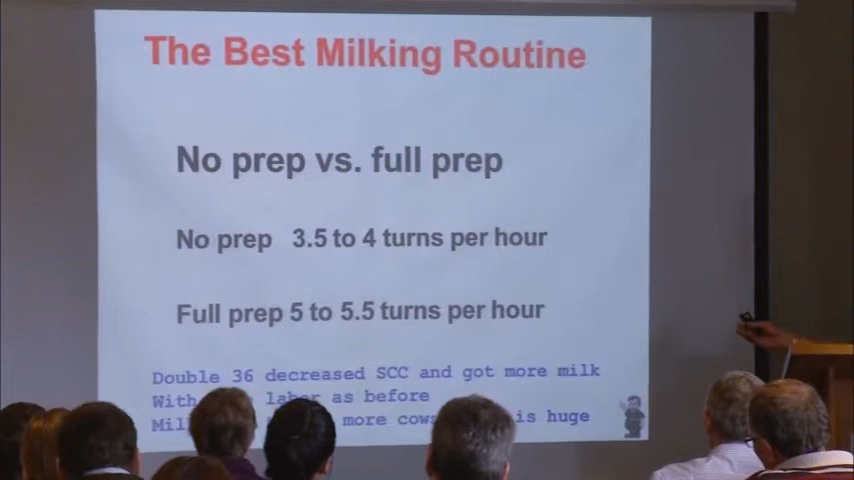 The Best Milking Routine
No prep vs. full prep
No prep 3.5 to 4 turns per hour
Full prep 5 to 5.5 turns per hour
Double 36 decreased SCC and got more milk
With labor as before
more cows is huge